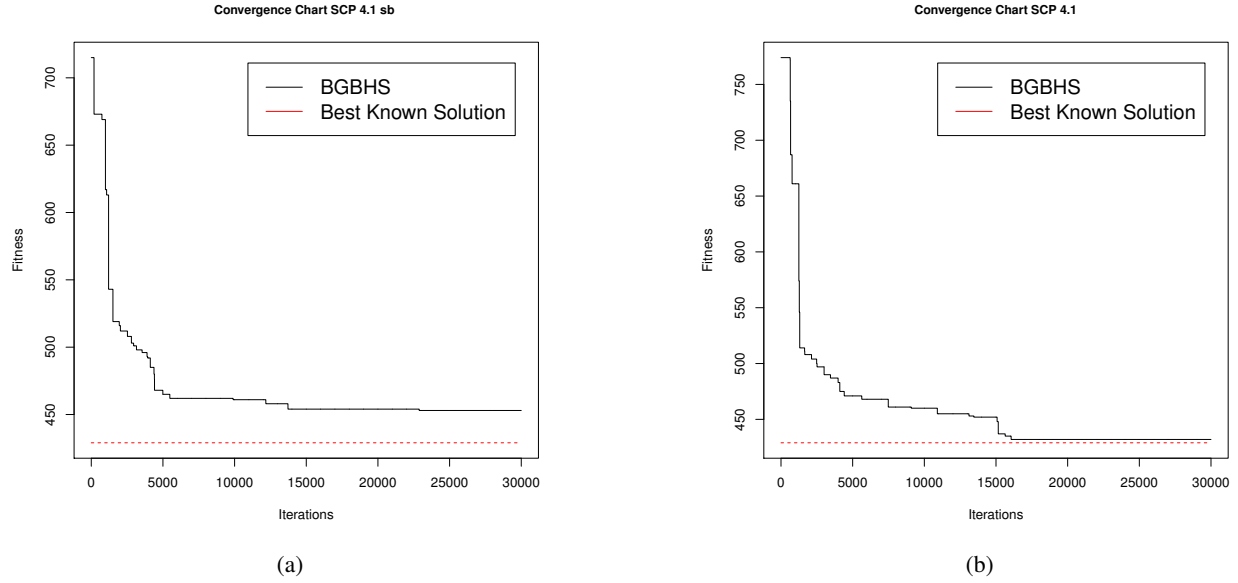 Convergence Chart SCP 4.1 sb
Fitness
700
650
600
550
500
450
BGBHS
Best Known Solution
0 5000 10000 15000 20000 25000 30000
Iterations
(a)
Convergence Chart SCP 4.1
Fitness
750
700
650
600
550
500
450
BGBHS
Best Known Solution
0 5000 10000 15000 20000 25000 30000
Iterations
(b)